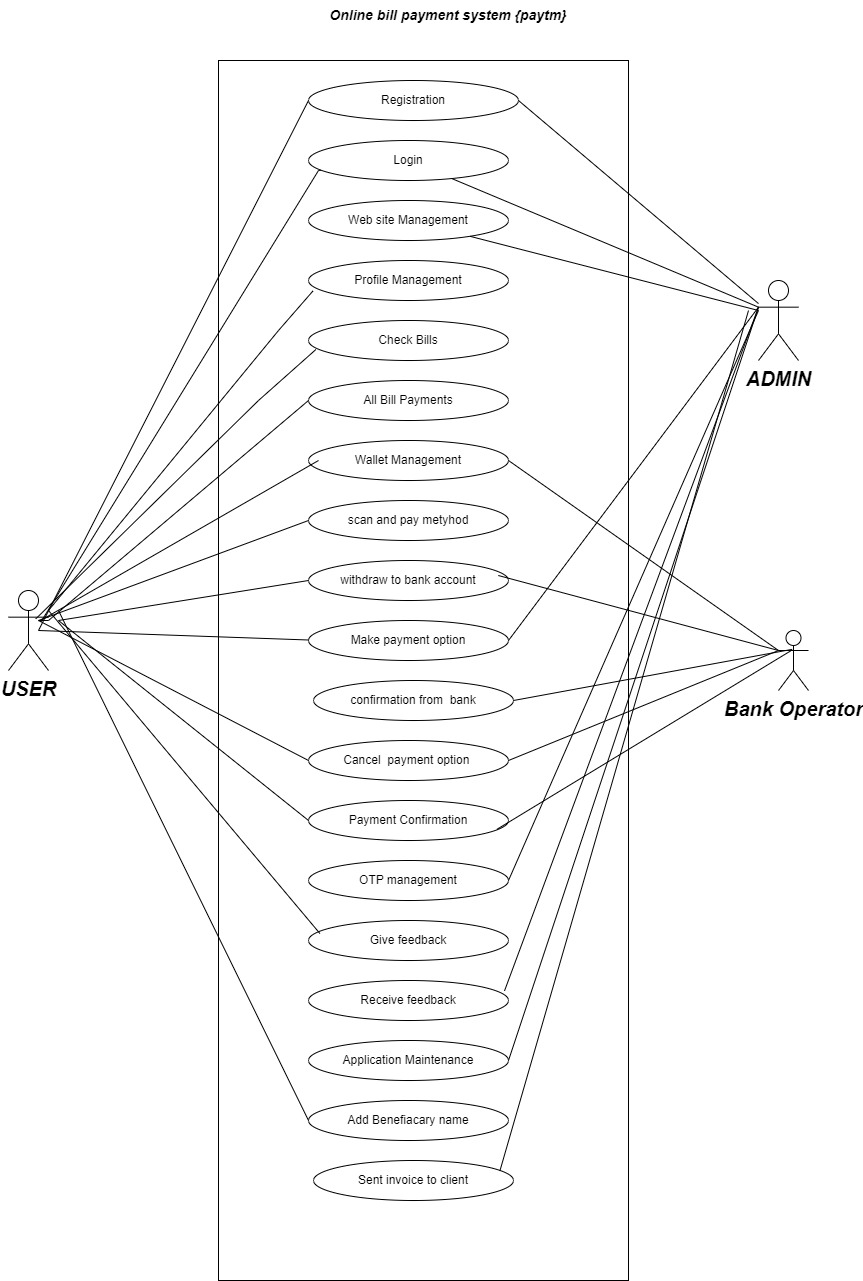 Online bill payment system {paytm}
Registration
Login
Web site Management
Profile Management
Check Bills
All Bill Payments
Wallet Management
scan and pay metyhod
withdraw to bank account
Make payment option
confirmation from  bank
Cancel  payment option
Payment Confirmation
OTP management
Give feedback
Receive feedback
Application Maintenance
Add Benefiacary name
Sent invoice to client
USER
ADMIN
Bank Operator